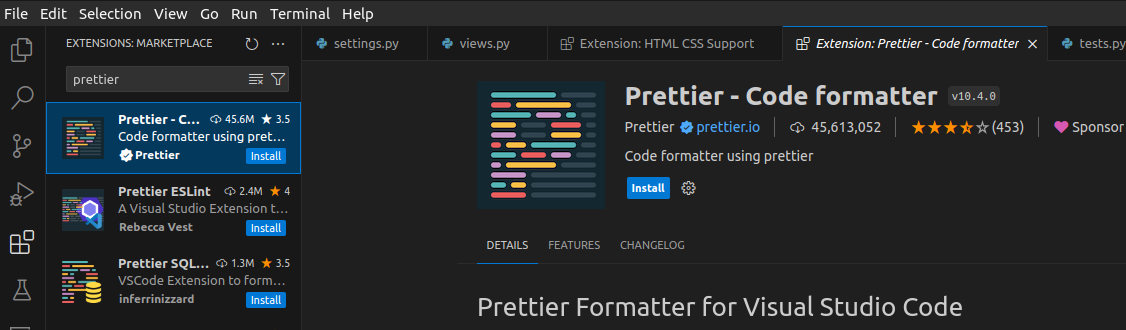 File Edit Selection View Go Run Terminal Help
EXTENSIONS: MARKETPLACE
prettier
Prettier - C... 45.6M 3.5
Code formatter using pret...
Prettier Install
Prettier ESLint 2.4M 4
A Visual Studio Extension t...
Rebecca Vest Install
Prettier SQL... 1.3M 3.5
VSCode Extension to form...
inferrinizzard Install
settings.py views.py Extension: HTML CSS Support Extension: Prettier - Code formatter tests.py
Prettier - Code formatter v10.4.0
Prettier prettier.io 45,613,052 (453) Sponsor
Code formatter using prettier
Install
DETAILS FEATURES CHANGELOG
Prettier Formatter for Visual Studio Code